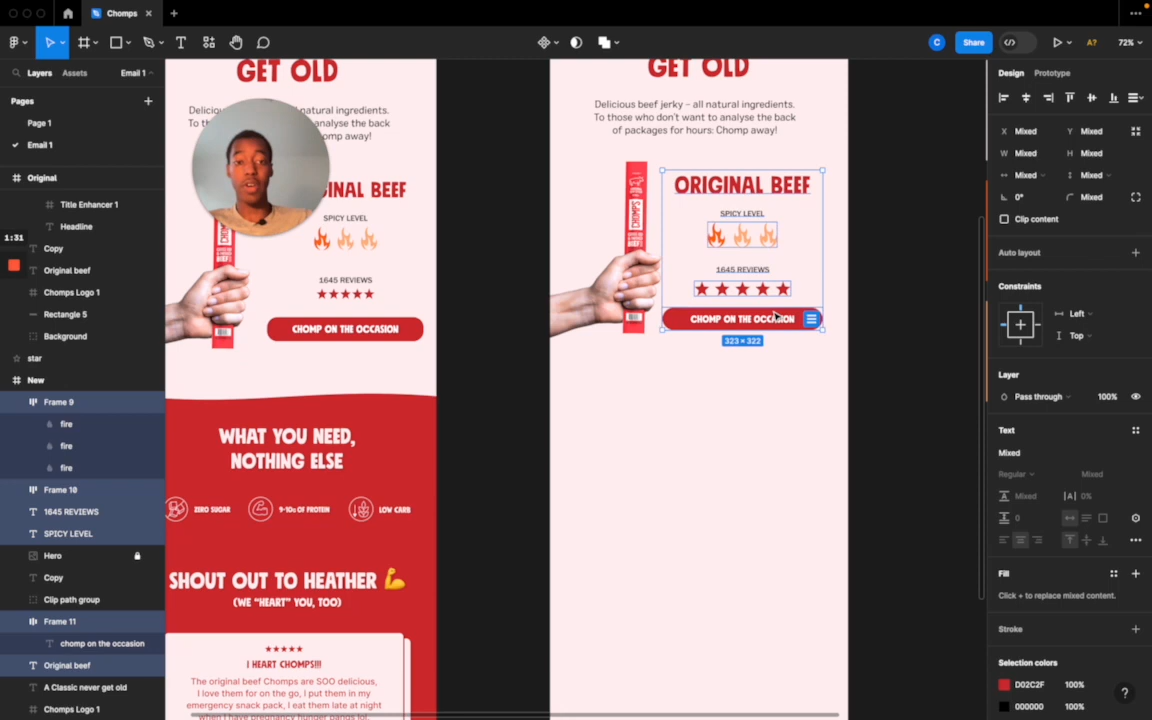 Chomps
Share
A?
72%
Layers
Assets
Email 1
Pages
Page 1
Email 1
Original
Title Enhancer 1
Headline
Copy
Original beef
Chomps Logo 1
Rectangle 5
Background
star
New
Frame 9
fire
fire
fire
Frame 10
1645 REVIEWS
SPICY LEVEL
Hero
Copy
Clip path group
Frame 11
chomp on the occasion
Original beef
A Classic never get old
Chomps Logo 1
1:31
GET OLD
natural ingredients.
analyse the back
omp away!
INAL BEEF
SPICY LEVEL
1645 REVIEWS
CHOMP ON THE OCCASION
WHAT YOU NEED,
NOTHING ELSE
ZERO SUGAR
9-10G OF PROTEIN
LOW CARB
SHOUT OUT TO HEATHER 💪
(WE “HEART” YOU, TOO)
I HEART CHOMPS!!!
The original beef Chomps are SOO delicious,
I love them for on the go, I put them in my
emergency snack pack, I eat them late at night
when I have pregnancy hunger pangs lol.
GET OLD
Delicious beef jerky – all natural ingredients.
To those who don't want to analyse the back
of packages for hours: Chomp away!
CHOMPS
ORIGINAL BEEF
SPICY LEVEL
1645 REVIEWS
CHOMP ON THE OCCASION
323 × 322
Design
Prototype
X Mixed
Y Mixed
W Mixed
H Mixed
Mixed
Mixed
0°
Mixed
Clip content
Auto layout
Constraints
Left
Top
Layer
Pass through
100%
Text
Mixed
Regular
Mixed
Mixed
0%
0
Fill
Click + to replace mixed content.
Stroke
Selection colors
D02C2F
100%
000000
100%
?